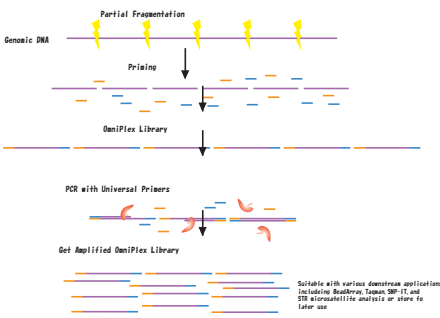 Partial Fragmentation
Genomic DNA
Priming
OmniPlex Library
PCR with Universal Primers
Get Amplified OmniPlex Library
Suitable with various downstream applications
including BeadArray, Taqman, SNP-IT, and
STR microsatellite analysis or store fo
later use